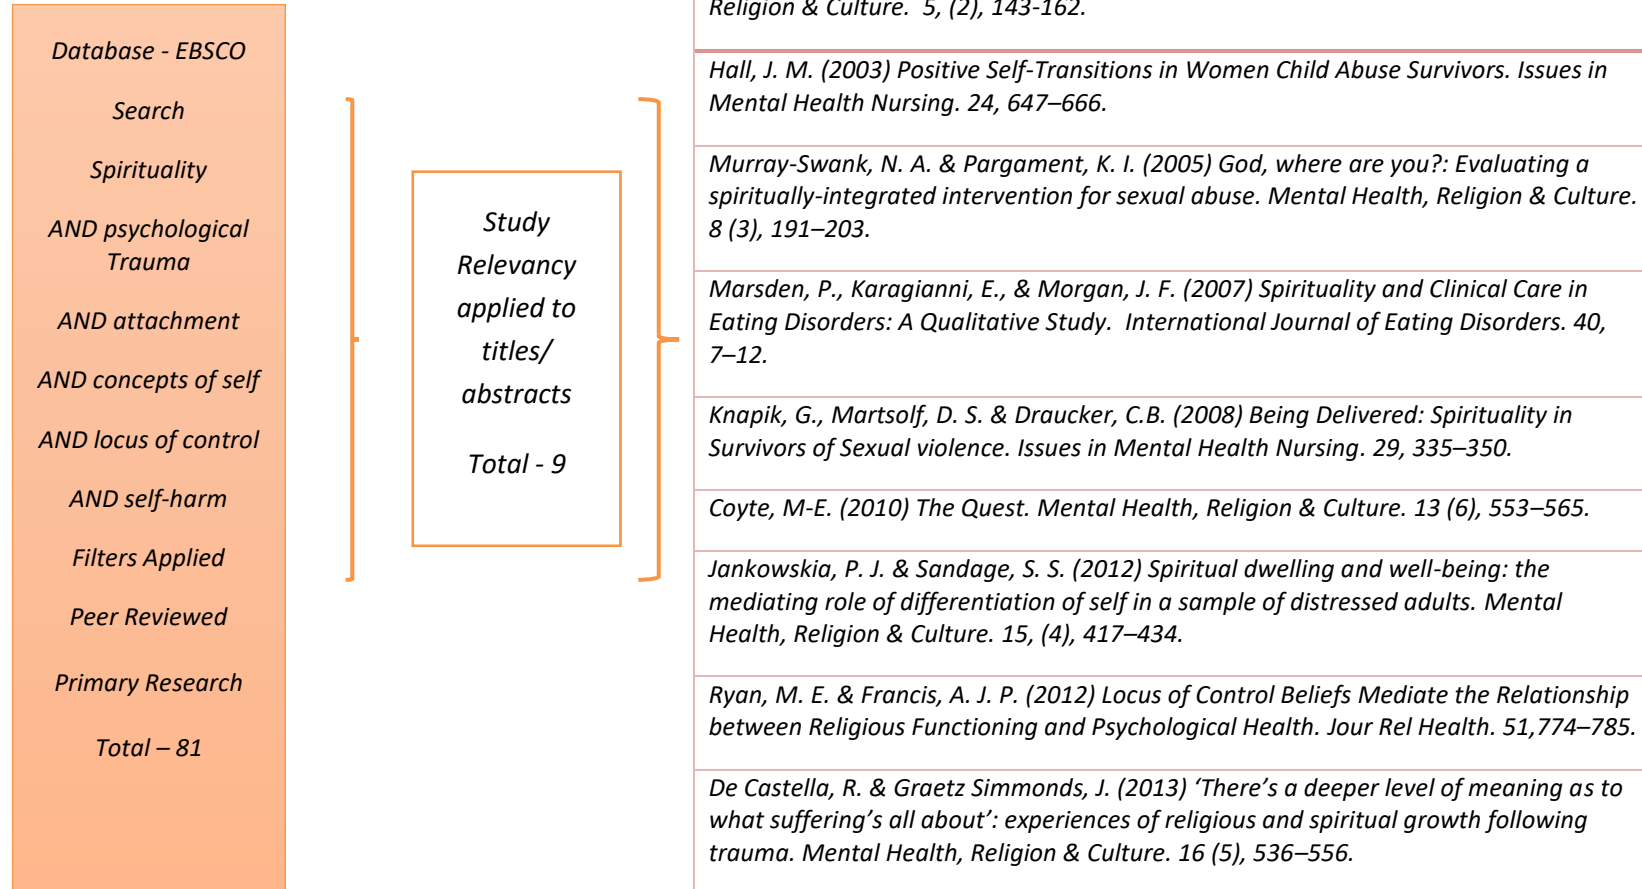 Database - EBSCO
Search
Spirituality
AND psychological
Trauma
AND attachment
AND concepts of self
AND locus of control
AND self-harm
Filters Applied
Peer Reviewed
Primary Research
Total – 81
Study
Relevancy
applied to
titles/
abstracts
Total - 9
Religion & Culture. 5, (2), 143-162.
Hall, J. M. (2003) Positive Self-Transitions in Women Child Abuse Survivors. Issues in
Mental Health Nursing. 24, 647–666.
Murray-Swank, N. A. & Pargament, K. I. (2005) God, where are you?: Evaluating a
spiritually-integrated intervention for sexual abuse. Mental Health, Religion & Culture.
8 (3), 191–203.
Marsden, P., Karagianni, E., & Morgan, J. F. (2007) Spirituality and Clinical Care in
Eating Disorders: A Qualitative Study. International Journal of Eating Disorders. 40,
7–12.
Knapik, G., Martsolf, D. S. & Draucker, C.B. (2008) Being Delivered: Spirituality in
Survivors of Sexual violence. Issues in Mental Health Nursing. 29, 335–350.
Coyte, M-E. (2010) The Quest. Mental Health, Religion & Culture. 13 (6), 553–565.
Jankowskia, P. J. & Sandage, S. S. (2012) Spiritual dwelling and well-being: the
mediating role of differentiation of self in a sample of distressed adults. Mental
Health, Religion & Culture. 15, (4), 417–434.
Ryan, M. E. & Francis, A. J. P. (2012) Locus of Control Beliefs Mediate the Relationship
between Religious Functioning and Psychological Health. Jour Rel Health. 51,774–785.
De Castella, R. & Graetz Simmonds, J. (2013) ‘There’s a deeper level of meaning as to
what suffering’s all about’: experiences of religious and spiritual growth following
trauma. Mental Health, Religion & Culture. 16 (5), 536–556.